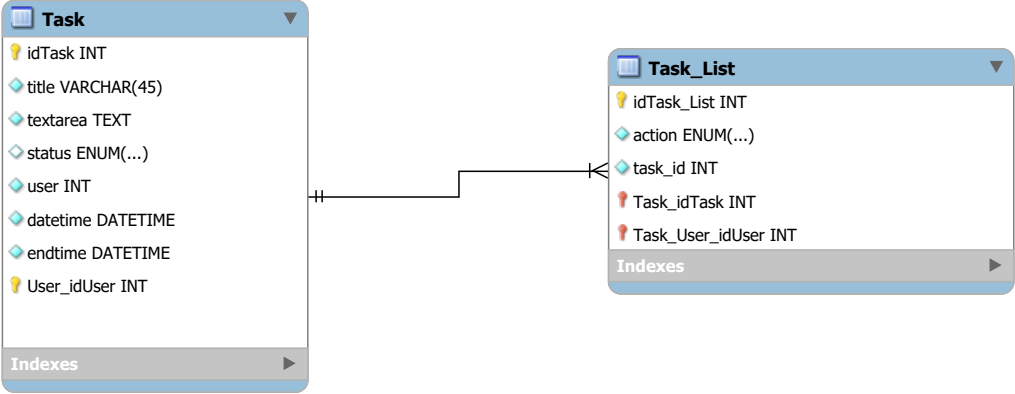 Task
idTask INT
title VARCHAR(45)
textarea TEXT
status ENUM(...)
user INT
datetime DATETIME
endtime DATETIME
User_idUser INT
Indexes
Task_List
idTask_List INT
action ENUM(...)
task_id INT
Task_idTask INT
Task_User_idUser INT
Indexes